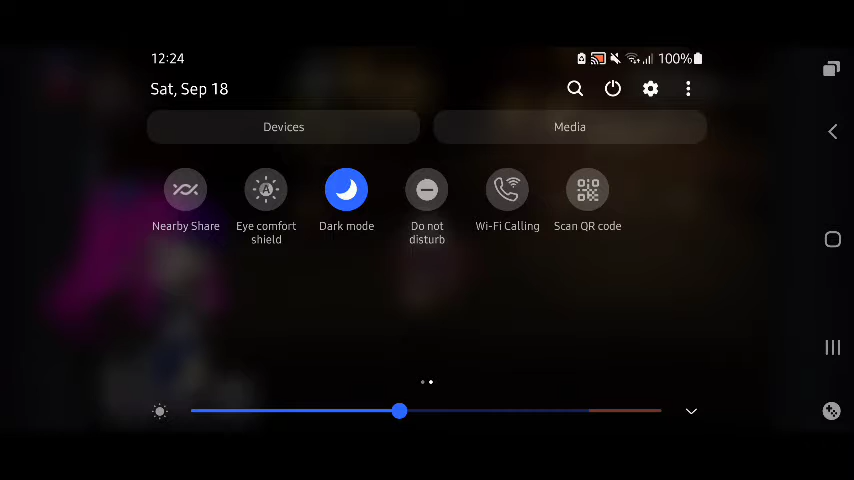 12:24
100%
Sat, Sep 18
Devices
Media
Nearby Share
Eye comfort
shield
Dark mode
Do not
disturb
Wi-Fi Calling
Scan QR code